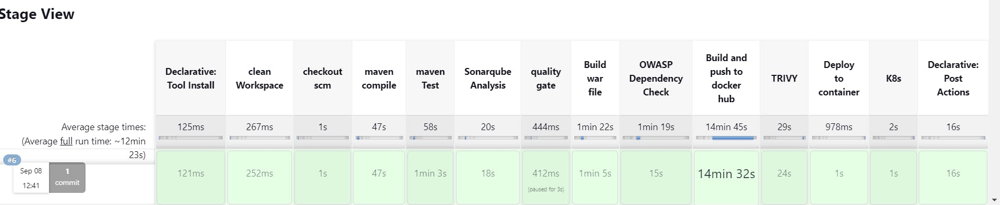 Stage View
Declarative:
Tool Install
clean
Workspace
checkout
scm
maven
compile
maven
Test
Sonarqube
Analysis
quality
gate
Build
war
file
OWASP
Dependency
Check
Build and
push to
docker
hub
TRIVY
Deploy
to
container
K8s
Declarative:
Post
Actions
Average stage times:
(Average full run time: ~12min
23s)
125ms
267ms
1s
47s
58s
20s
444ms
1min 22s
1min 19s
14min 45s
29s
978ms
2s
16s
#6
Sep 08
12:41
1
commit
121ms
252ms
1s
47s
1min 3s
18s
412ms
(paused for 3s)
1min 5s
15s
14min 32s
24s
1s
1s
16s